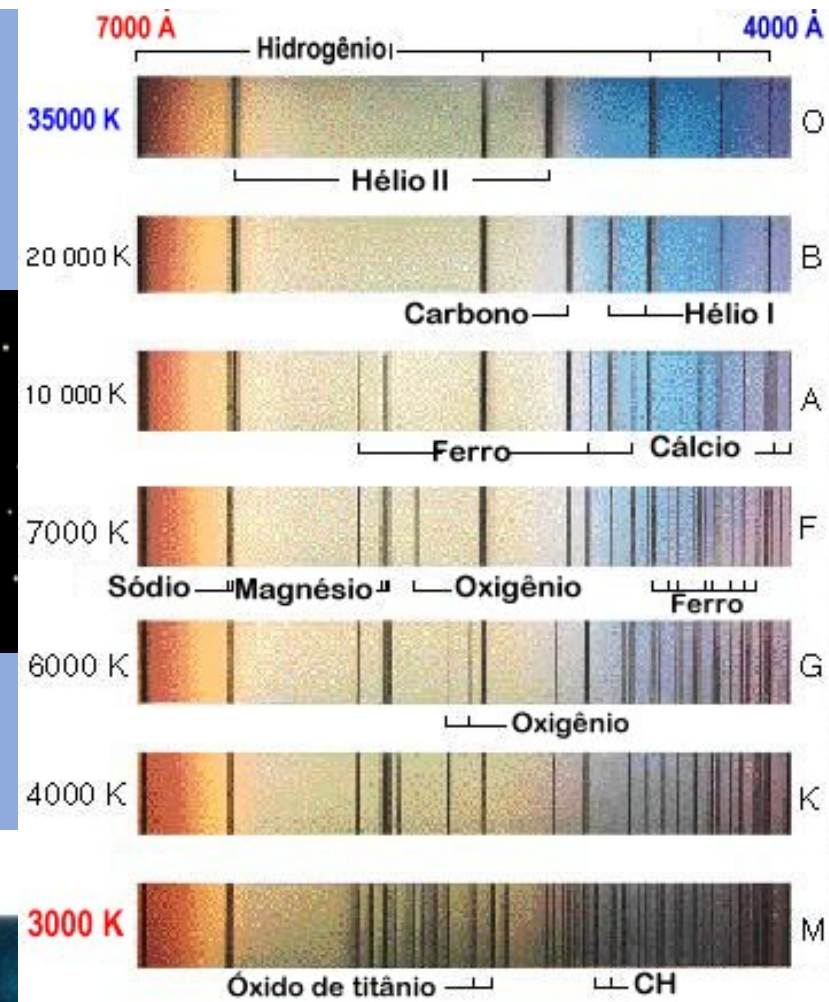 7000 Å 4000 Å
Hidrogênio
35000 K O
Hélio II
20 000 K B
Carbono Hélio I
10 000 K A
Ferro Cálcio
7000 K F
Sódio Magnésio Oxigênio
Ferro
6000 K G
Oxigênio
4000 K K
3000 K M
Óxido de titânio CH